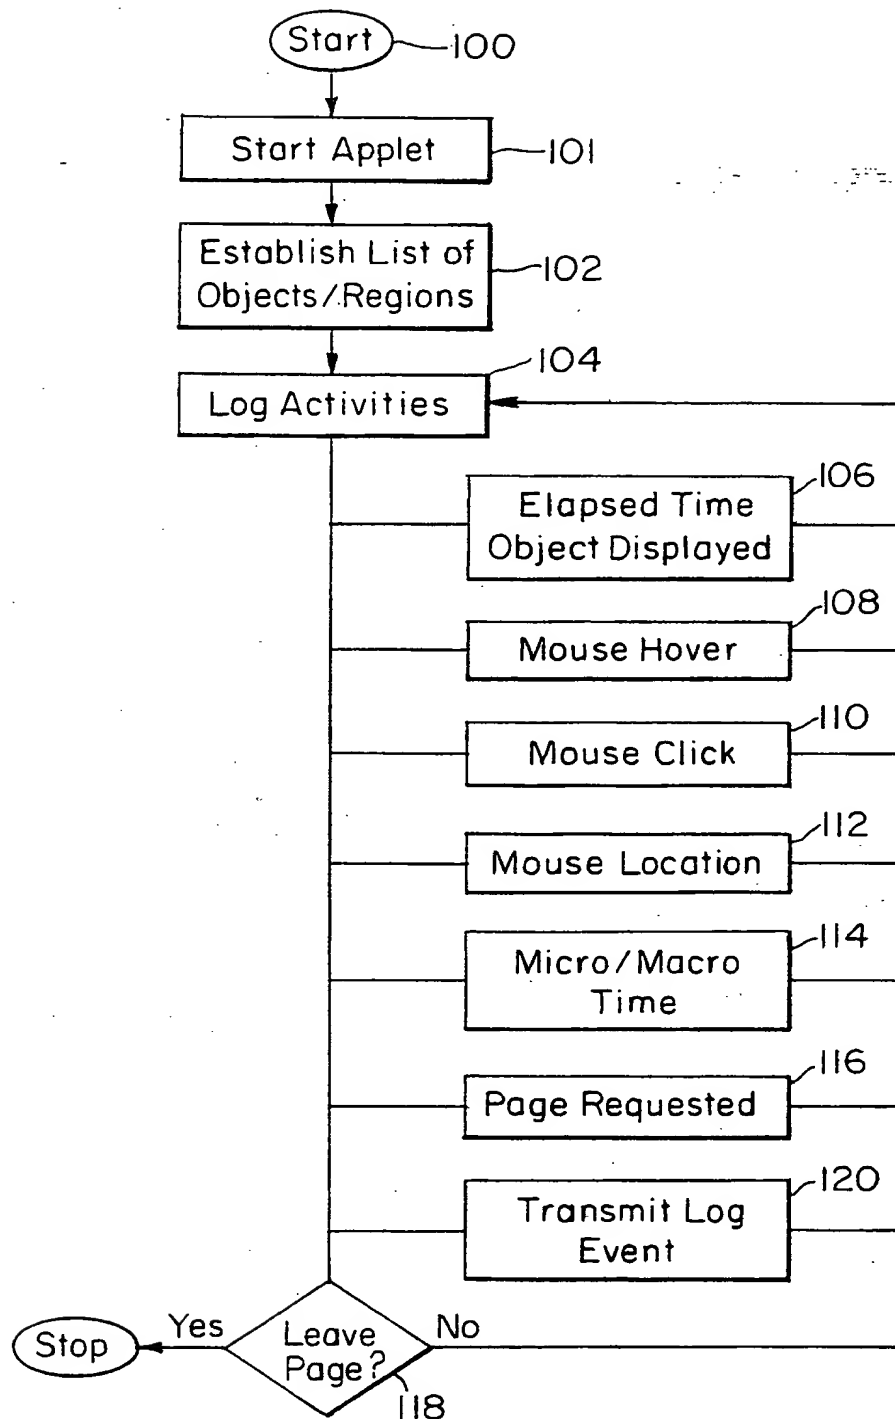 Start
100
Start Applet
101
Establish List of
Objects/Regions
102
104
Log Activities
106
Elapsed Time
Object Displayed
108
Mouse Hover
110
Mouse Click
112
Mouse Location
114
Micro/Macro
Time
116
Page Requested
120
Transmit Log
Event
Stop
Yes
Leave
Page?
No
118